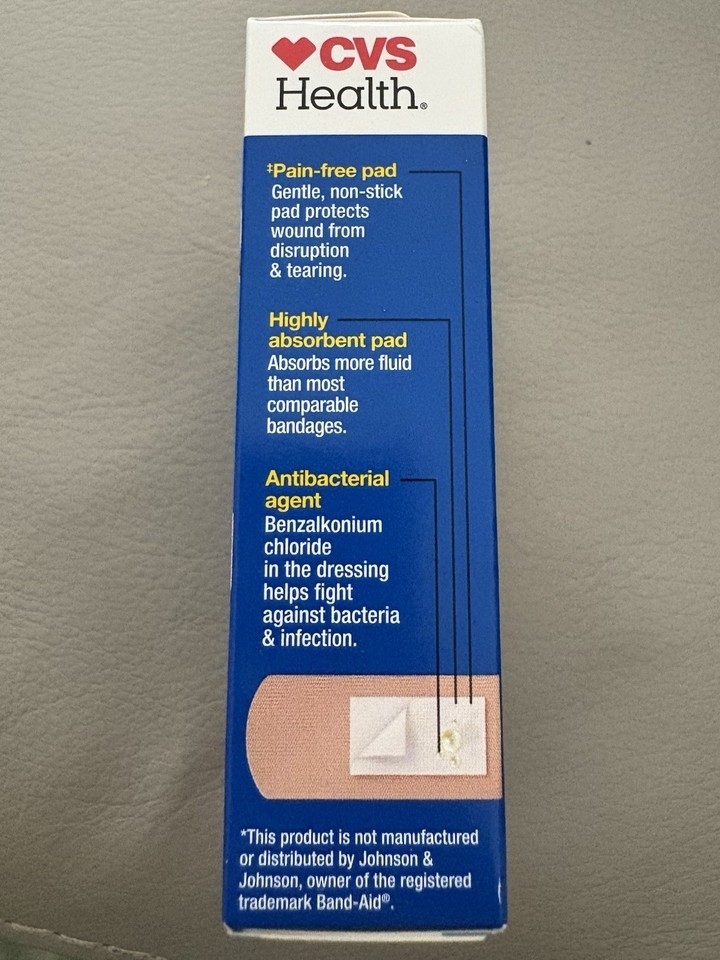 CVS
Health®
‡Pain-free pad
Gentle, non-stick
pad protects
wound from
disruption
& tearing.
Highly
absorbent pad
Absorbs more fluid
than most
comparable
bandages.
Antibacterial
agent
Benzalkonium
chloride
in the dressing
helps fight
against bacteria
& infection.
*This product is not manufactured
or distributed by Johnson &
Johnson, owner of the registered
trademark Band-Aid®.